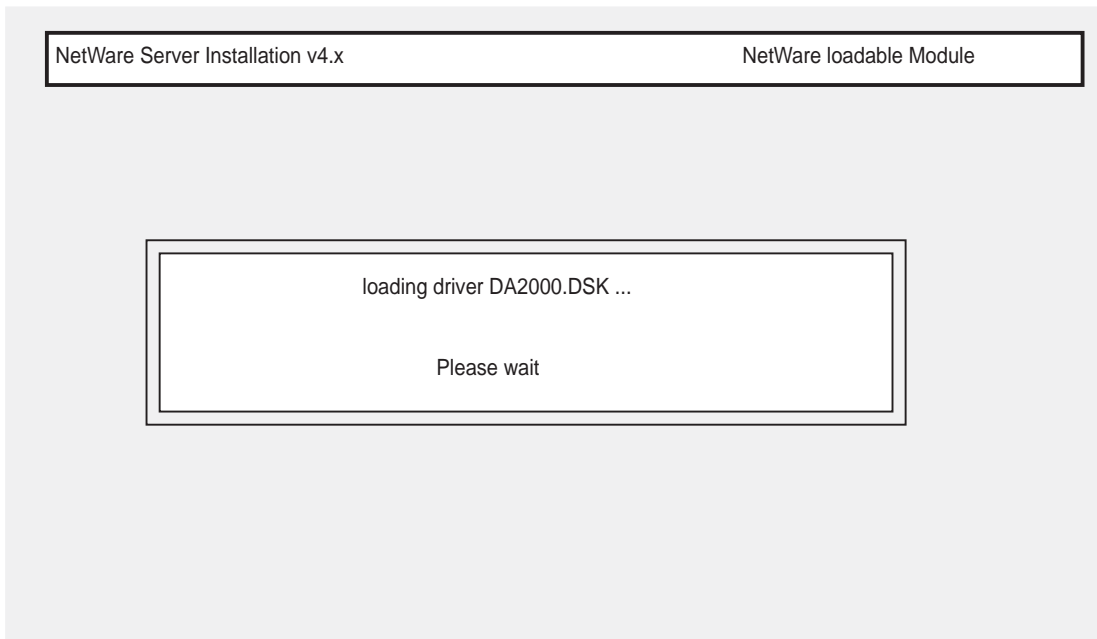 NetWare Server Installation v4.x NetWare loadable Module
loading driver DA2000.DSK ...
Please wait